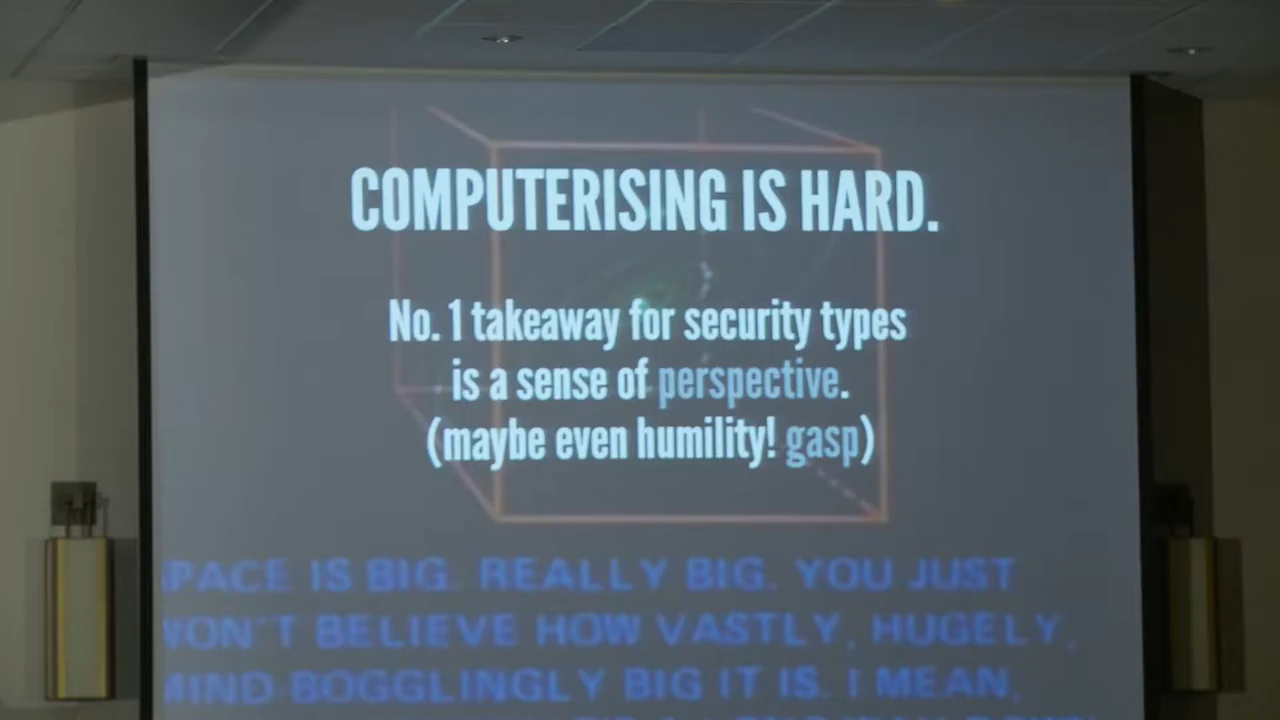 COMPUTERISING IS HARD.
No. 1 takeaway for security types
is a sense of perspective.
(maybe even humility! gasp)
SPACE IS BIG. REALLY BIG. YOU JUST
WON'T BELIEVE HOW VASTLY, HUGELY,
MIND BOGGLINGLY BIG IT IS. I MEAN,